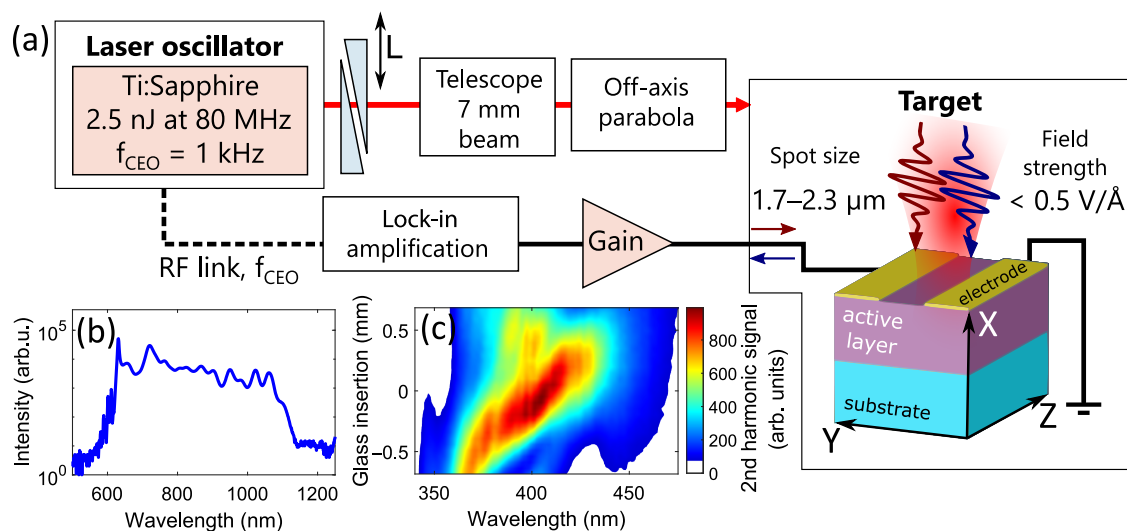 (a)
Laser oscillator
Ti:Sapphire
2.5 nJ at 80 MHz
f_CEO = 1 kHz
L
Telescope
7 mm
beam
Off-axis
parabola
Target
Spot size
1.7–2.3 µm
Field
strength
< 0.5 V/Å
Lock-in
amplification
Gain
RF link, f_CEO
electrode
active
layer
substrate
X
Y
Z
(b)
Intensity (arb.u.)
10^5
10^0
600
800
1000
1200
Wavelength (nm)
(c)
Glass insertion (mm)
0.5
0
–0.5
350
400
450
Wavelength (nm)
800
600
400
200
0
2nd harmonic signal
(arb. units)